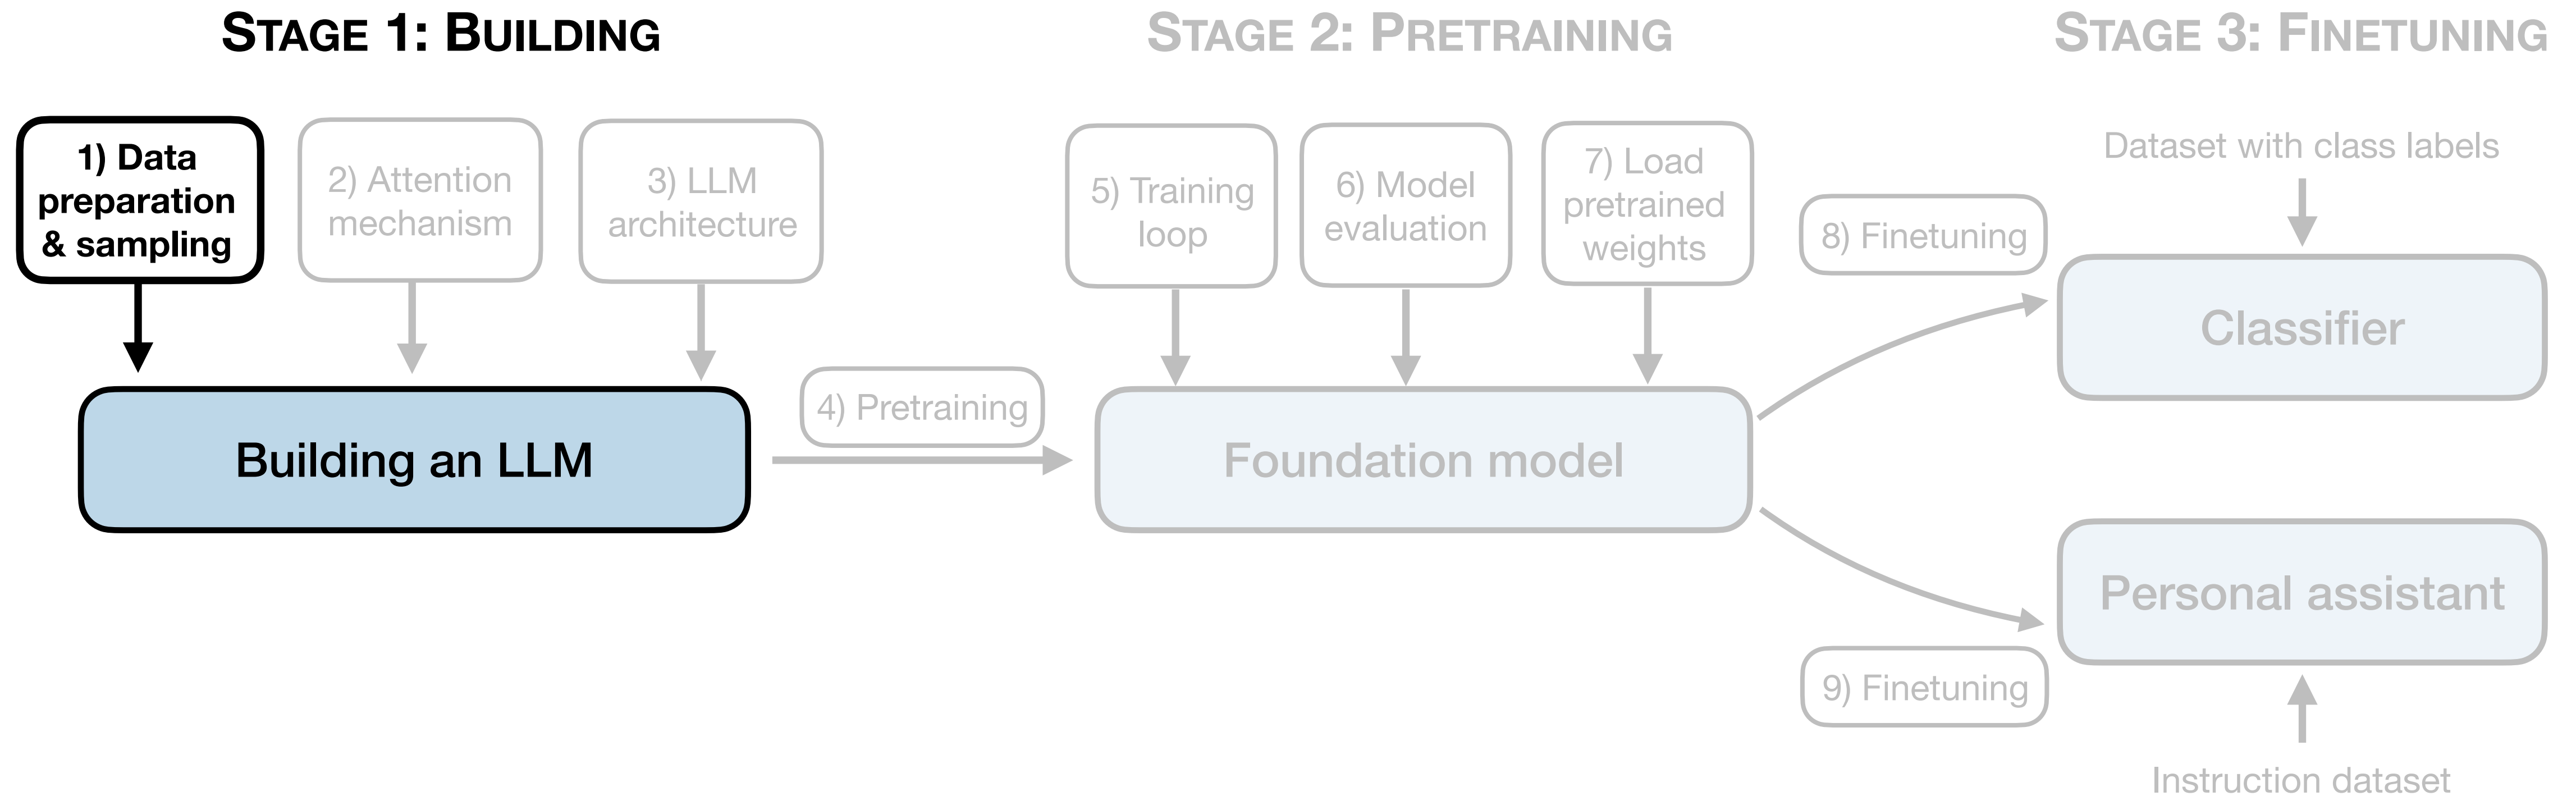 STAGE 1: BUILDING
STAGE 2: PRETRAINING
STAGE 3: FINETUNING
1) Data
preparation
& sampling
2) Attention
mechanism
3) LLM
architecture
5) Training
loop
6) Model
evaluation
7) Load
pretrained
weights
Dataset with class labels
8) Finetuning
Classifier
4) Pretraining
Building an LLM
Foundation model
Personal assistant
9) Finetuning
Instruction dataset